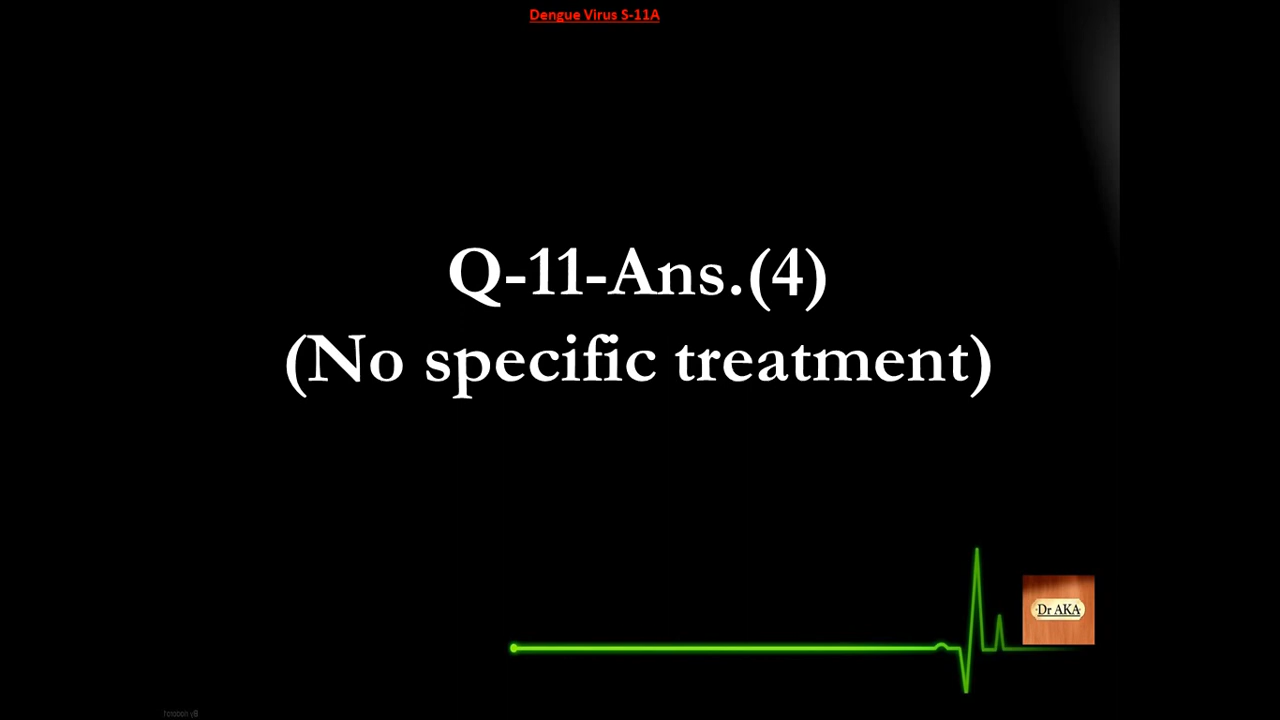 Dengue Virus S-11A
Q-11-Ans.(4)
(No specific treatment)
Dr AKA